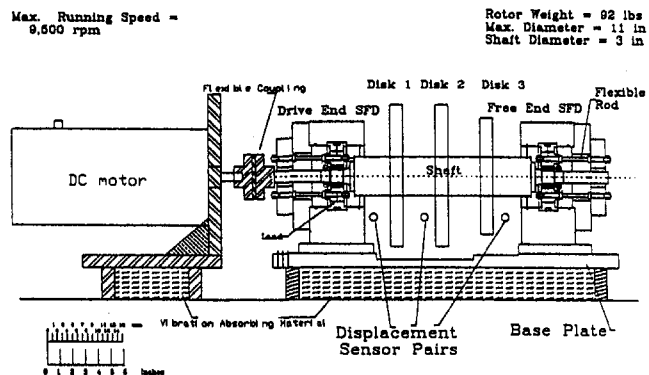 Max. Running Speed =
9,500 rpm
Rotor Weight = 92 lbs
Max. Diameter = 11 in
Shaft Diameter = 3 in
Flexible Coupling
Disk 1 Disk 2 Disk 3
Flexible
Rod
Drive End SFD
Free End SFD
DC motor
Shaft
Vibration Absorbing Material
Displacement
Sensor Pairs
Base Plate
0 1 2 3 4 5 6 Inches